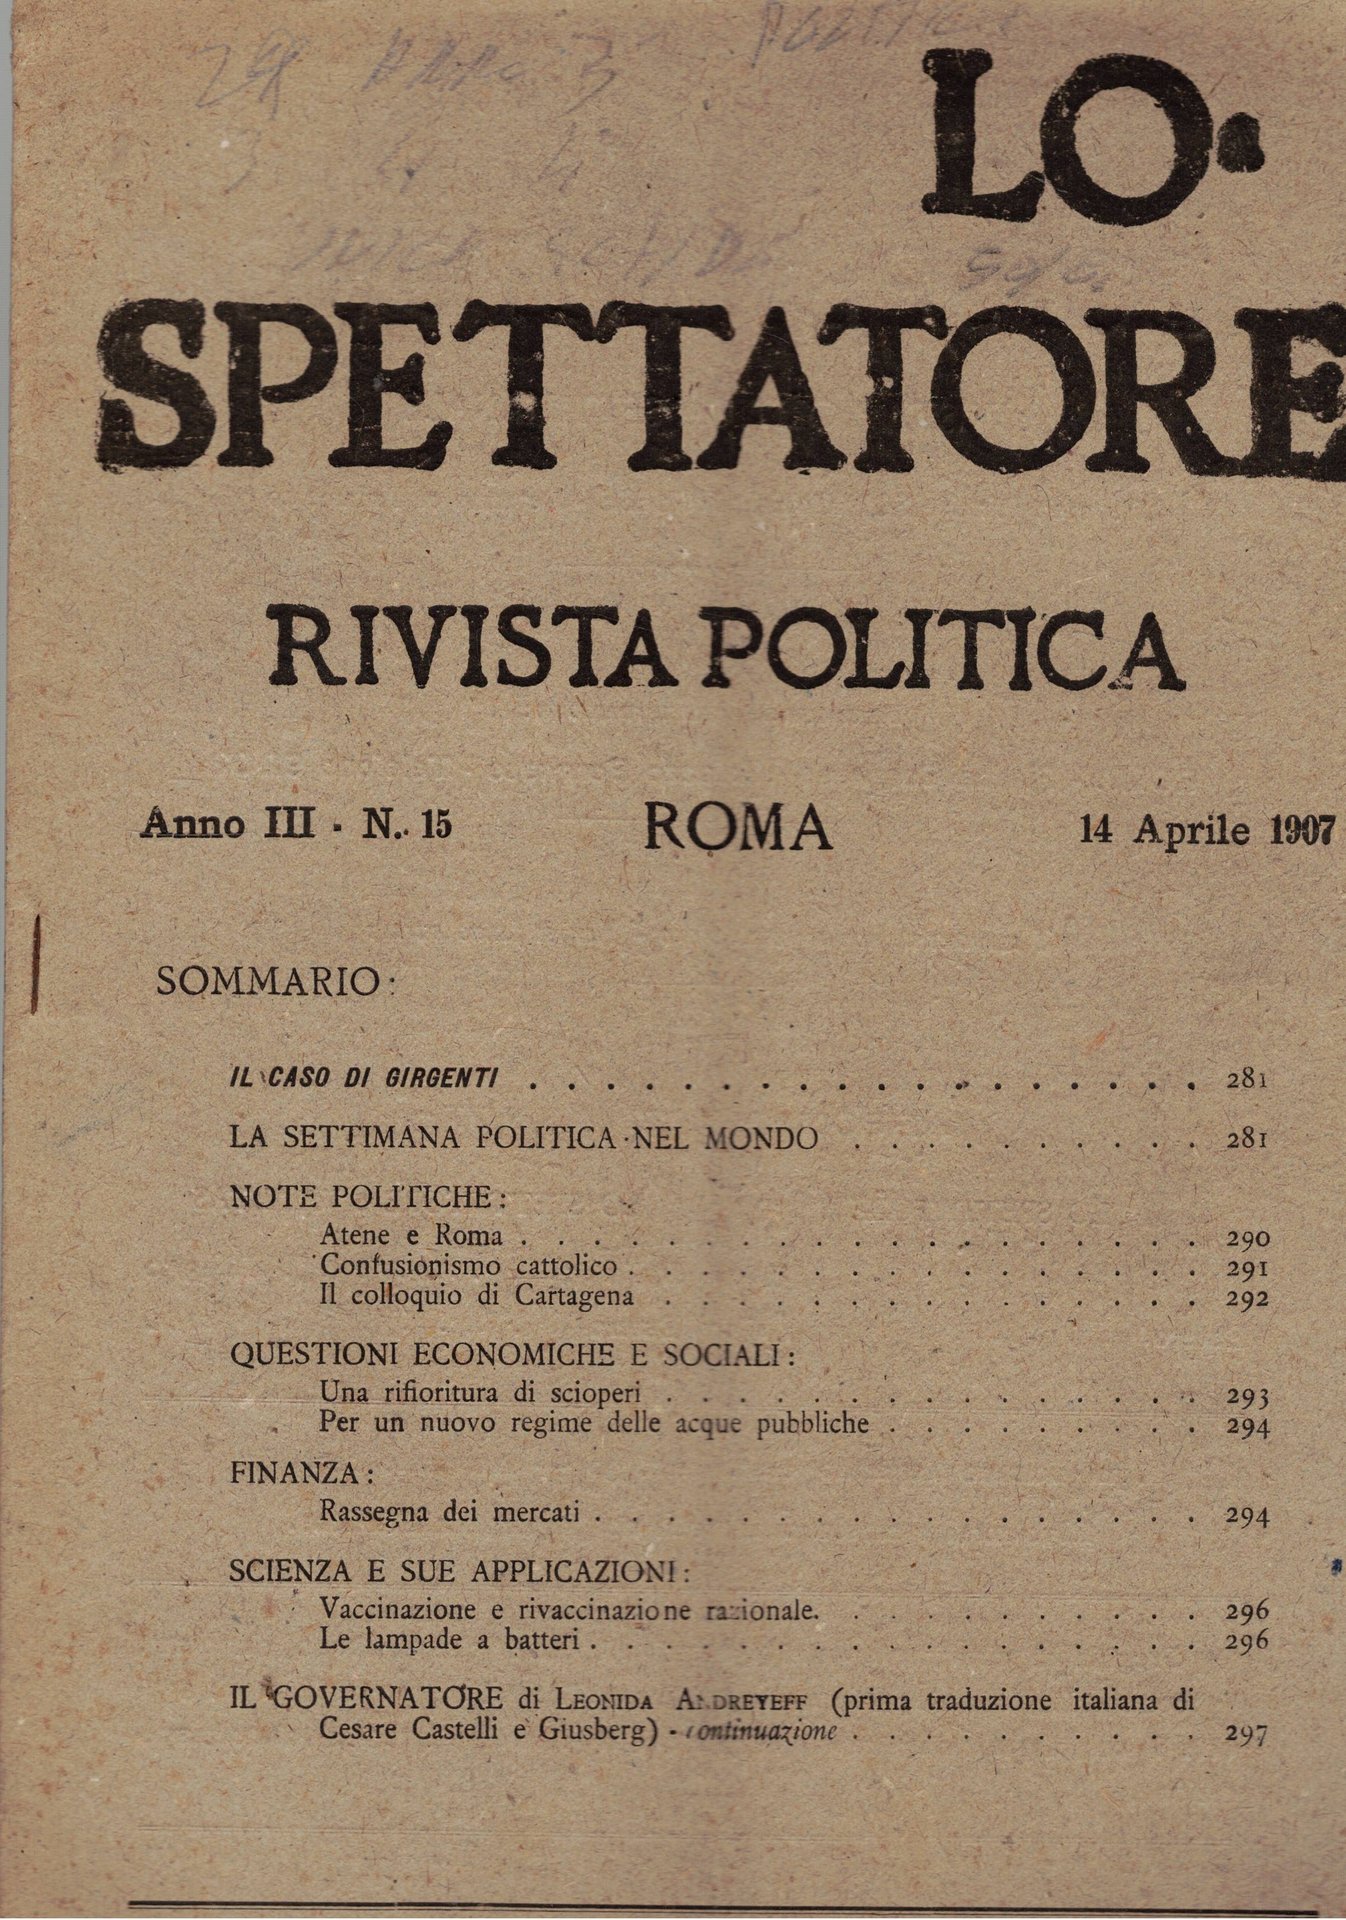 LO·
SPETTATORE
RIVISTA POLITICA
Anno III · N. 15 ROMA 14 Aprile 1907
SOMMARIO:
IL CASO DI GIRGENTI . . . . . . . . . . . . . . . . . . 281
LA SETTIMANA POLITICA NEL MONDO . . . . . . . . . . 281
NOTE POLITICHE:
Atene e Roma . . . . . . . . . . . . . . . . . . . 290
Confusionismo cattolico . . . . . . . . . . . . . . . . 291
Il colloquio di Cartagena . . . . . . . . . . . . . . . 292
QUESTIONI ECONOMICHE E SOCIALI:
Una rifioritura di scioperi . . . . . . . . . . . . . . . 293
Per un nuovo regime delle acque pubbliche . . . . . . . . . 294
FINANZA:
Rassegna dei mercati . . . . . . . . . . . . . . . . . 294
SCIENZA E SUE APPLICAZIONI:
Vaccinazione e rivaccinazione razionale. . . . . . . . . . . 296
Le lampade a batteri . . . . . . . . . . . . . . . . . 296
IL GOVERNATORE di LEONIDA ANDREYEFF (prima traduzione italiana di
Cesare Castelli e Giusberg) - continuazione . . . . . . . . . . 297